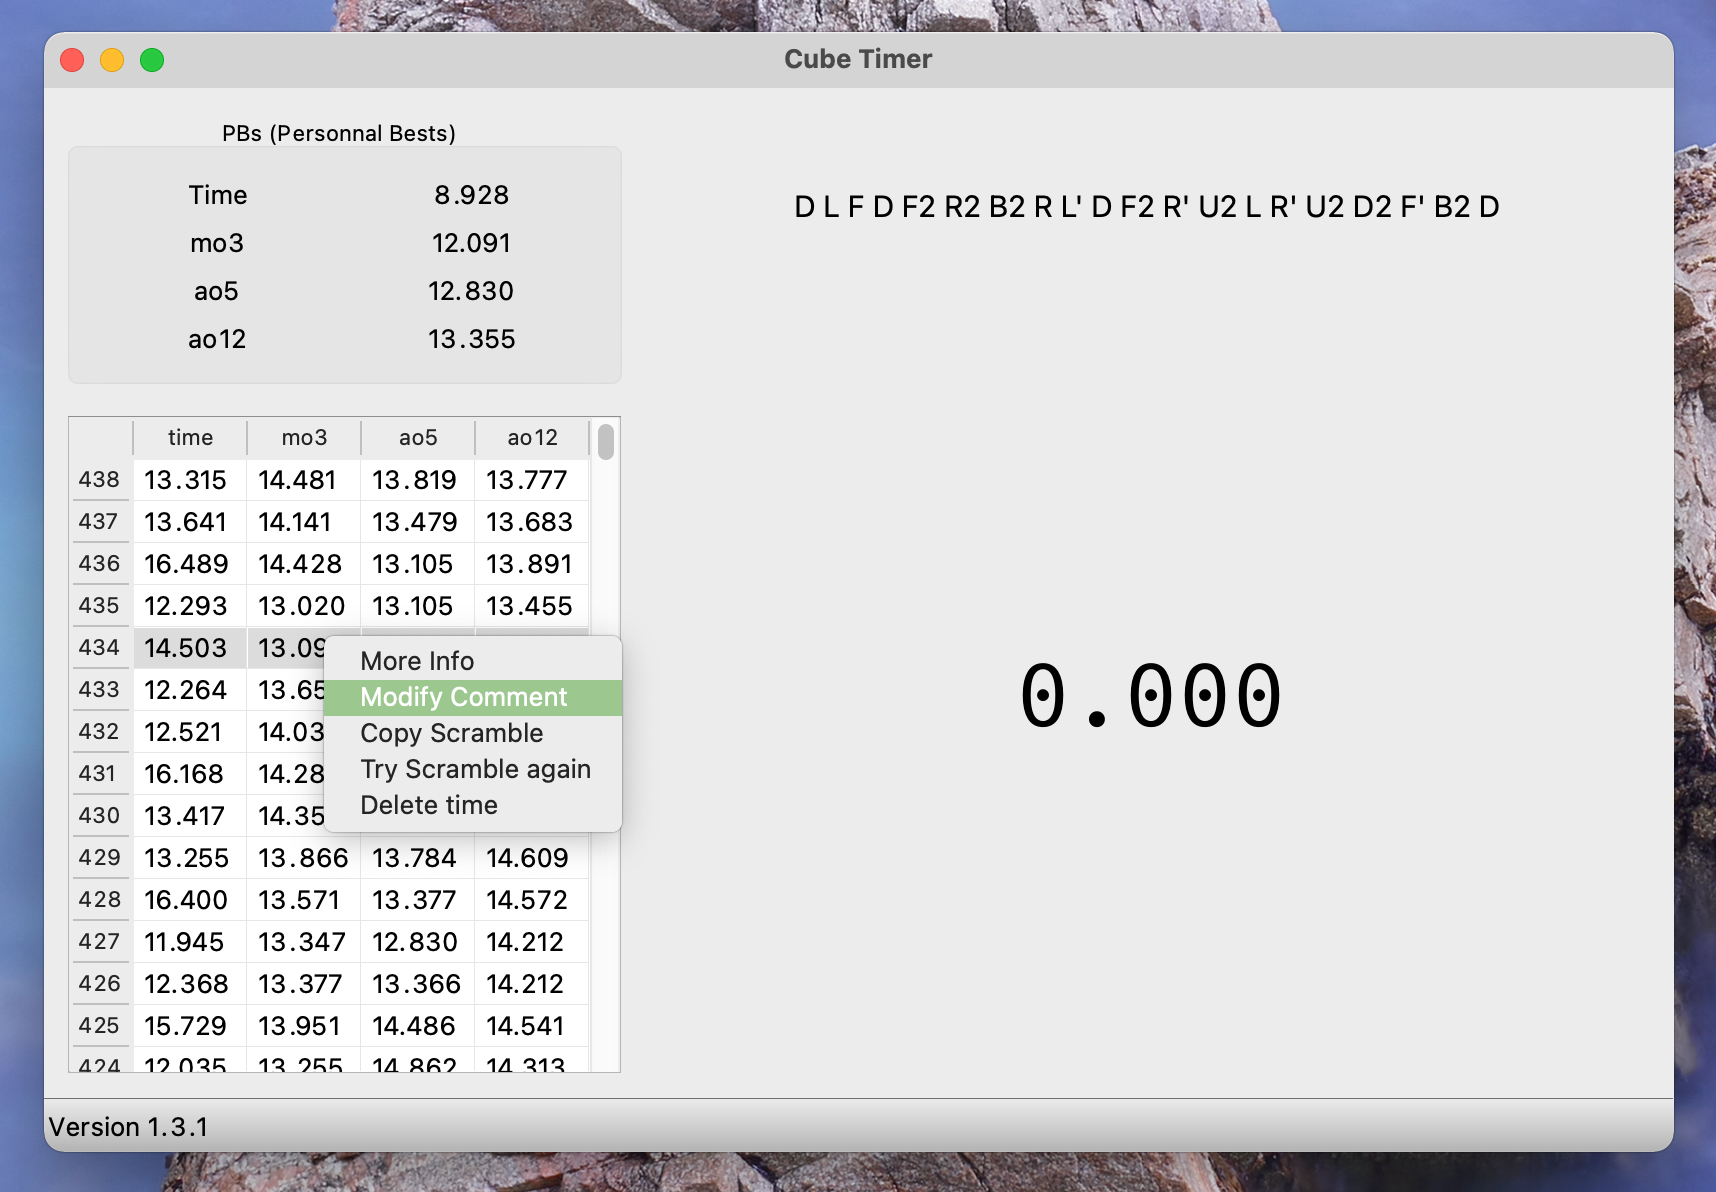 Cube Timer
PBs (Personnal Bests)
Time 8.928
mo3 12.091
ao5 12.830
ao12 13.355
D L F D F2 R2 B2 R L' D F2 R' U2 L R' U2 D2 F' B2 D
time mo3 ao5 ao12
438 13.315 14.481 13.819 13.777
437 13.641 14.141 13.479 13.683
436 16.489 14.428 13.105 13.891
435 12.293 13.020 13.105 13.455
434 14.503 13.09
433 12.264 13.65
432 12.521 14.03
431 16.168 14.28
430 13.417 14.35
429 13.255 13.866 13.784 14.609
428 16.400 13.571 13.377 14.572
427 11.945 13.347 12.830 14.212
426 12.368 13.377 13.366 14.212
425 15.729 13.951 14.486 14.541
424 12.035 13.255 14.862 14.313
More Info
Modify Comment
Copy Scramble
Try Scramble again
Delete time
0.000
Version 1.3.1